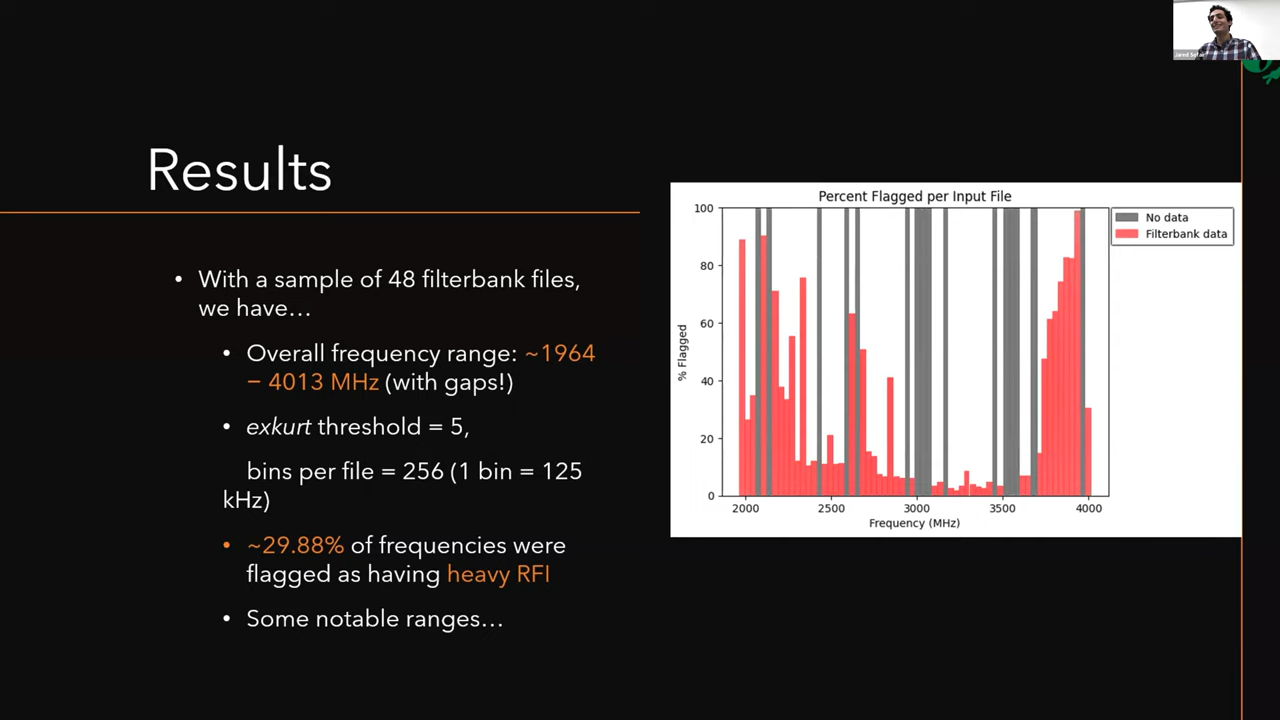 Results
• With a sample of 48 filterbank files,
we have…
• Overall frequency range: ~1964
– 4013 MHz (with gaps!)
• exkurt threshold = 5,
bins per file = 256 (1 bin = 125
kHz)
• ~29.88% of frequencies were
flagged as having heavy RFI
• Some notable ranges…
Percent Flagged per Input File
100
80
60
40
20
0
% Flagged
2000
2500
3000
3500
4000
Frequency (MHz)
No data
Filterbank data